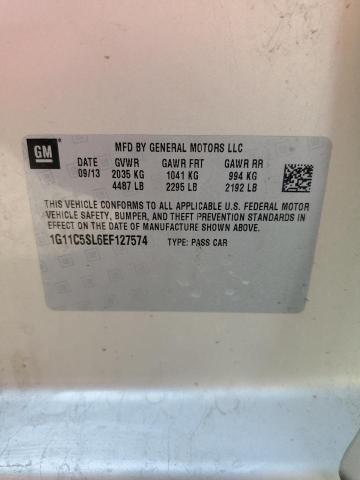 GM
MFD BY GENERAL MOTORS LLC
DATE GVWR GAWR FRT GAWR RR
09/13 2035 KG 1041 KG 994 KG
4487 LB 2295 LB 2192 LB
THIS VEHICLE CONFORMS TO ALL APPLICABLE U.S. FEDERAL MOTOR
VEHICLE SAFETY, BUMPER, AND THEFT PREVENTION STANDARDS IN
EFFECT ON THE DATE OF MANUFACTURE SHOWN ABOVE.
1G11C5SL6EF127574 TYPE: PASS CAR